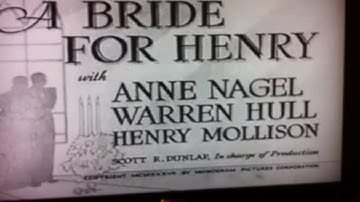 A BRIDE
FOR HENRY
with
ANNE NAGEL
WARREN HULL
HENRY MOLLISON
SCOTT R. DUNLAP, In charge of Production
COPYRIGHT MCMXXXVII BY MONOGRAM PICTURES CORPORATION